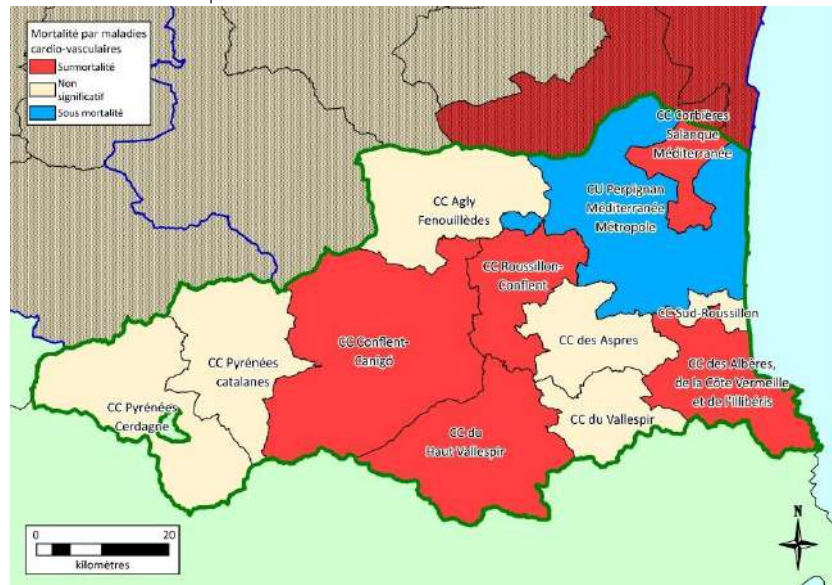 Mortalité par maladies
cardio-vasculaires
Surmortalité
Non
significatif
Sous mortalité
CC Corbières
Salanque
Méditerranée
CU Perpignan
Méditerranée
Métropole
CC Agly
Fenouillèdes
CC Roussillon-
Conflent
CC Sud-Roussillon
CC Conflent-
Canigó
CC des Aspres
CC Pyrénées
catalanes
CC des Albères,
de la Côte Vermeille
et de l'Illibéris
CC Pyrénées
Cerdagne
CC du Vallespir
CC du
Haut Vallespir
N
0 20
kilomètres